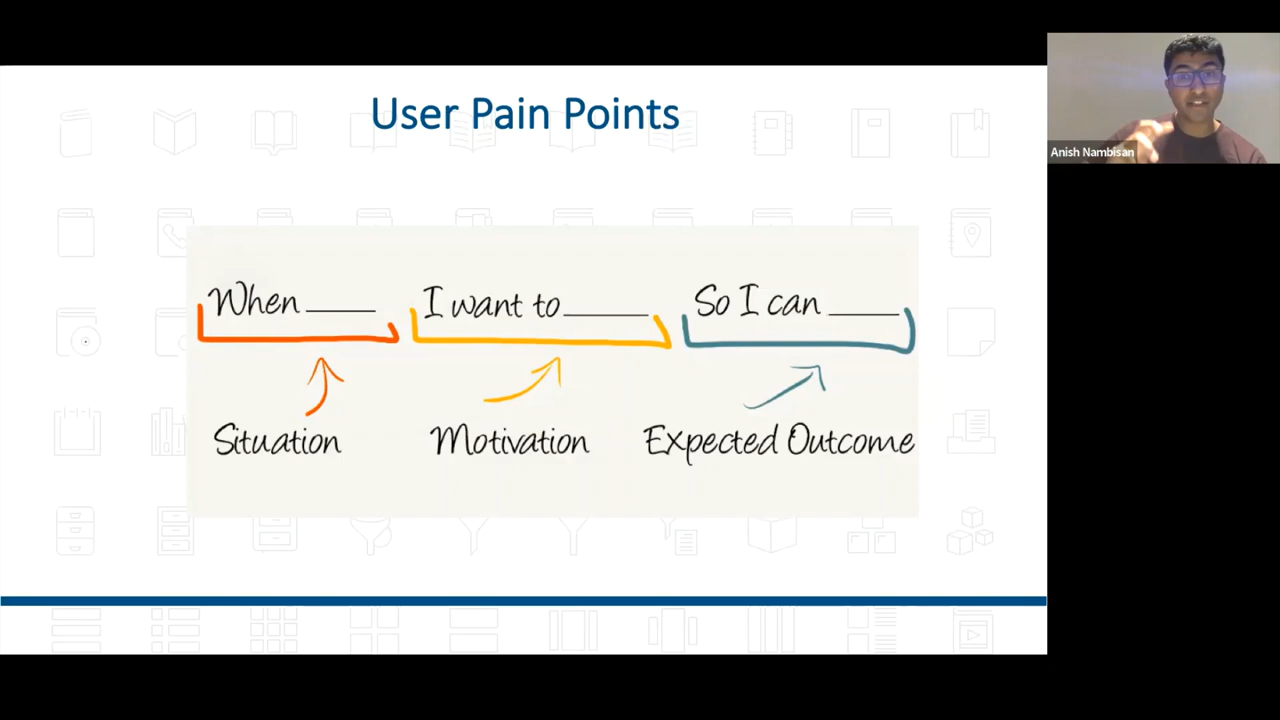 User Pain Points
Anish Nambisan
When ____ I want to ____ So I can ____
Situation Motivation Expected Outcome